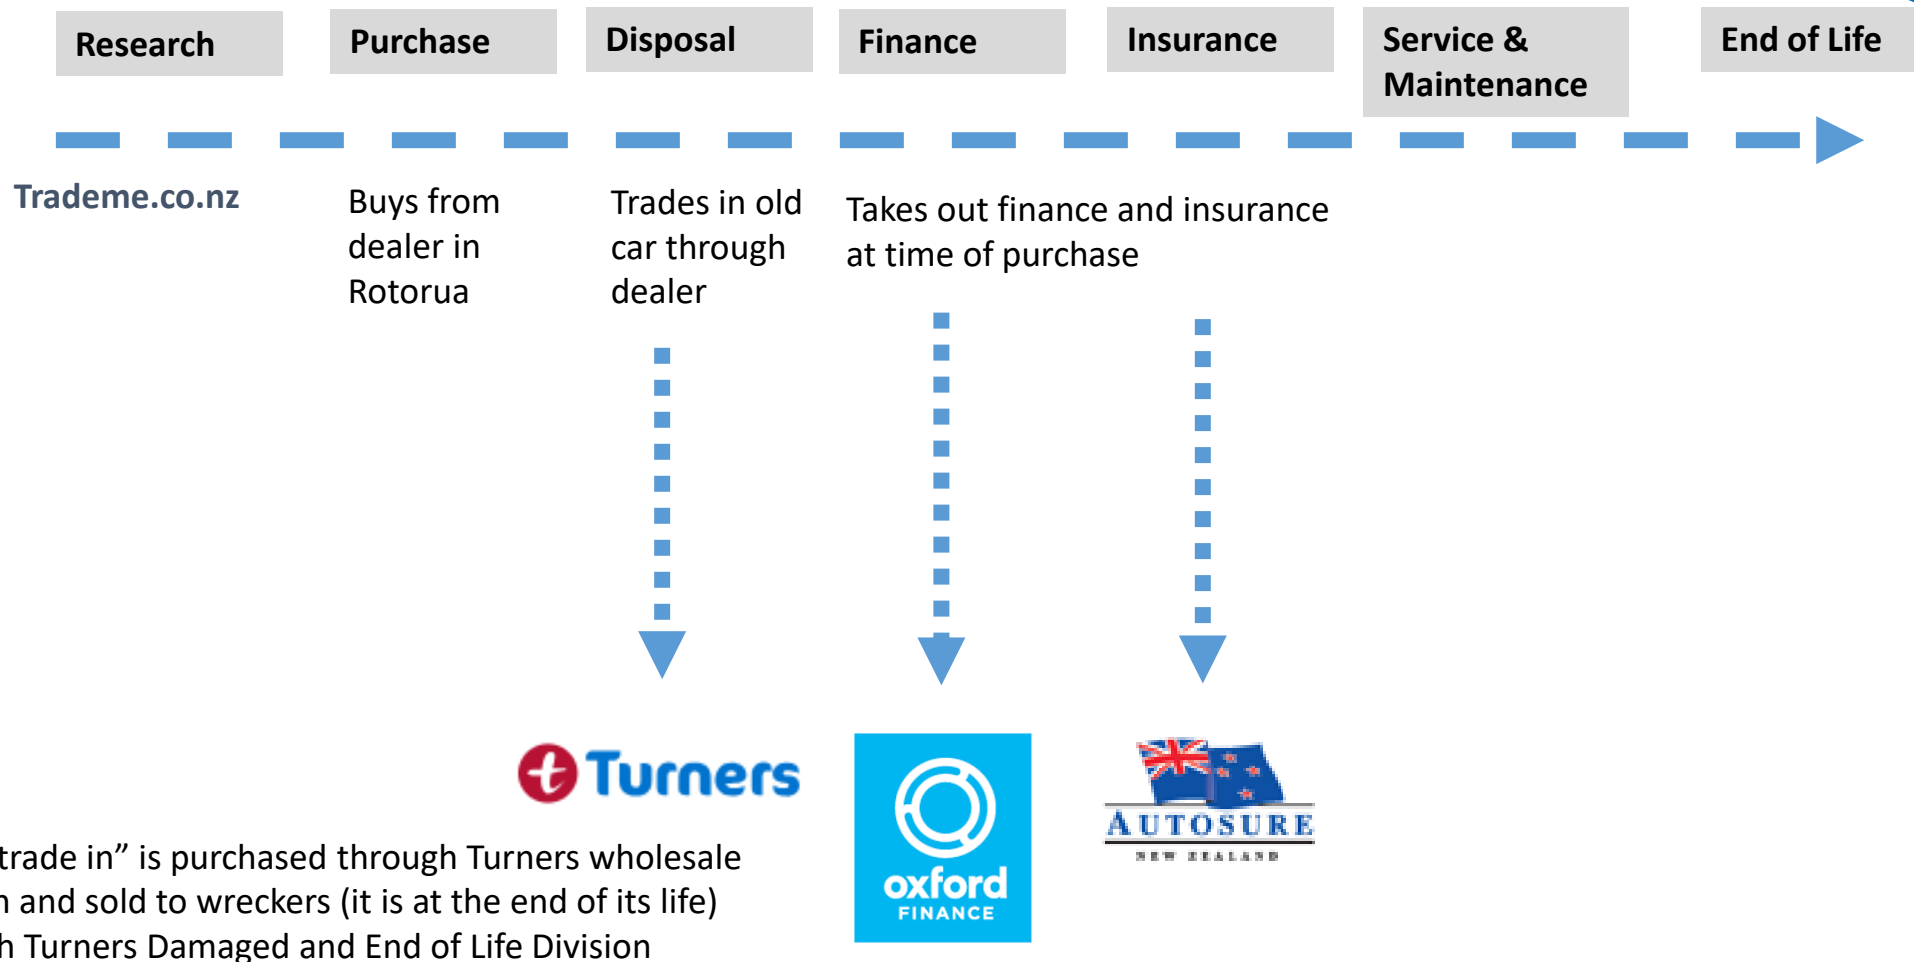 Research
Purchase
Disposal
Finance
Insurance
Service &
Maintenance
End of Life
Trademe.co.nz
Buys from
dealer in
Rotorua
Trades in old
car through
dealer
Takes out finance and insurance
at time of purchase
t Turners
oxford
FINANCE
AUTOSURE
NEW ZEALAND
trade in” is purchased through Turners wholesale
and sold to wreckers (it is at the end of its life)
Turners Damaged and End of Life Division